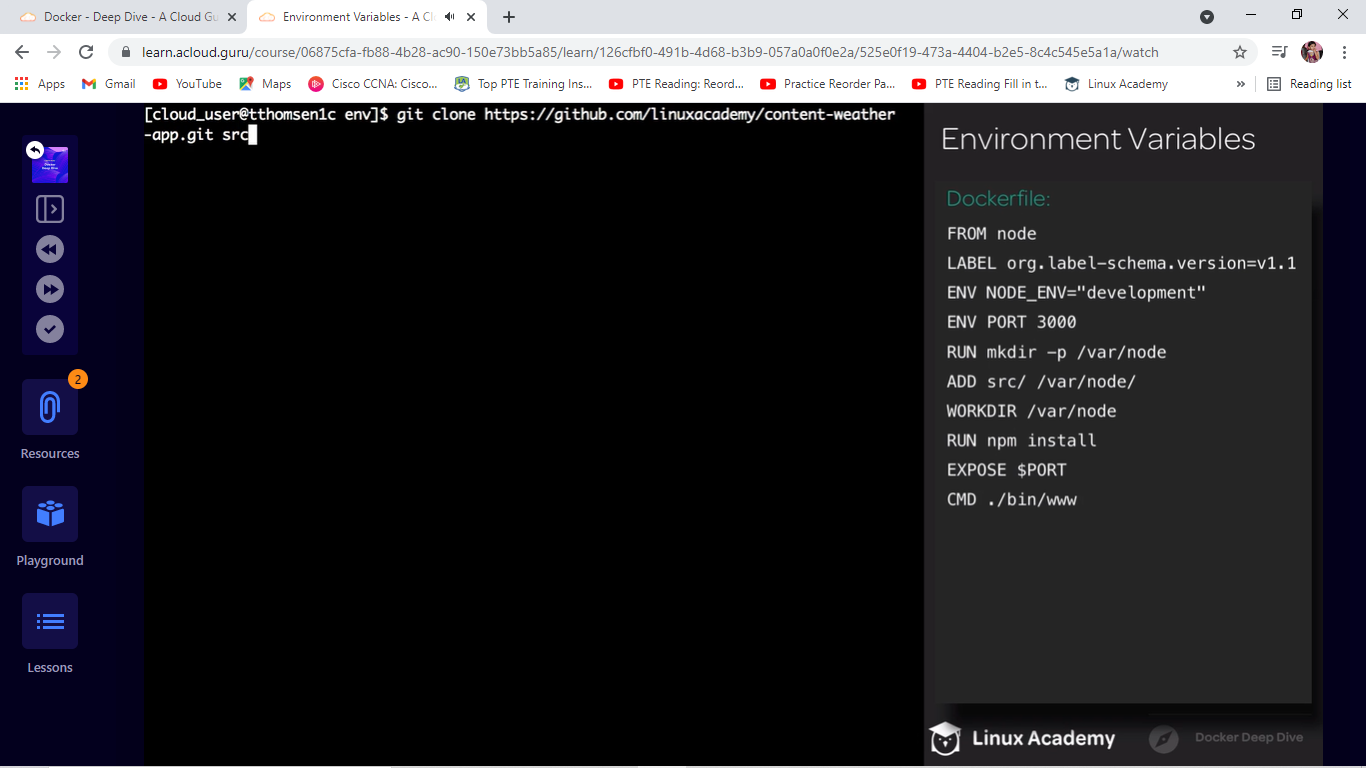 Docker - Deep Dive - A Cloud Gu
Environment Variables - A Cl
learn.acloud.guru/course/06875cfa-fb88-4b28-ac90-150e73bb5a85/learn/126cfbf0-491b-4d68-b3b9-057a0a0f0e2a/525e0f19-473a-4404-b2e5-8c4c545e5a1a/watch
Apps Gmail YouTube Maps Cisco CCNA: Cisco... Top PTE Training Ins... PTE Reading: Reord... Practice Reorder Pa... PTE Reading Fill in t... Linux Academy » Reading list
Docker
Deep Dive
2
Resources
Playground
Lessons
[cloud_user@tthomsen1c env]$ git clone https://github.com/linuxacademy/content-weather
-app.git src
Environment Variables
Dockerfile:
FROM node
LABEL org.label-schema.version=v1.1
ENV NODE_ENV="development"
ENV PORT 3000
RUN mkdir -p /var/node
ADD src/ /var/node/
WORKDIR /var/node
RUN npm install
EXPOSE $PORT
CMD ./bin/www
Linux Academy
Docker Deep Dive